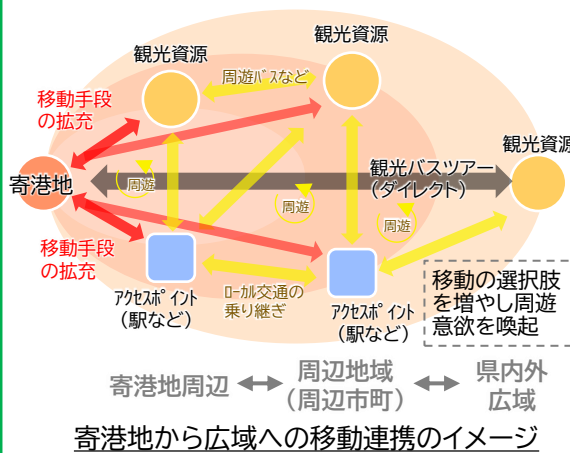 観光資源
観光資源
周遊バスなど
移動手段
の拡充
観光資源
観光バスツアー
(ダイレクト)
寄港地
周遊
周遊
周遊
移動手段
の拡充
アクセスポイント
(駅など)
ローカル交通の
乗り継ぎ
アクセスポイント
(駅など)
移動の選択肢
を増やし周遊
意欲を喚起
寄港地周辺
周辺地域
(周辺市町)
県内外
広域
寄港地から広域への移動連携のイメージ